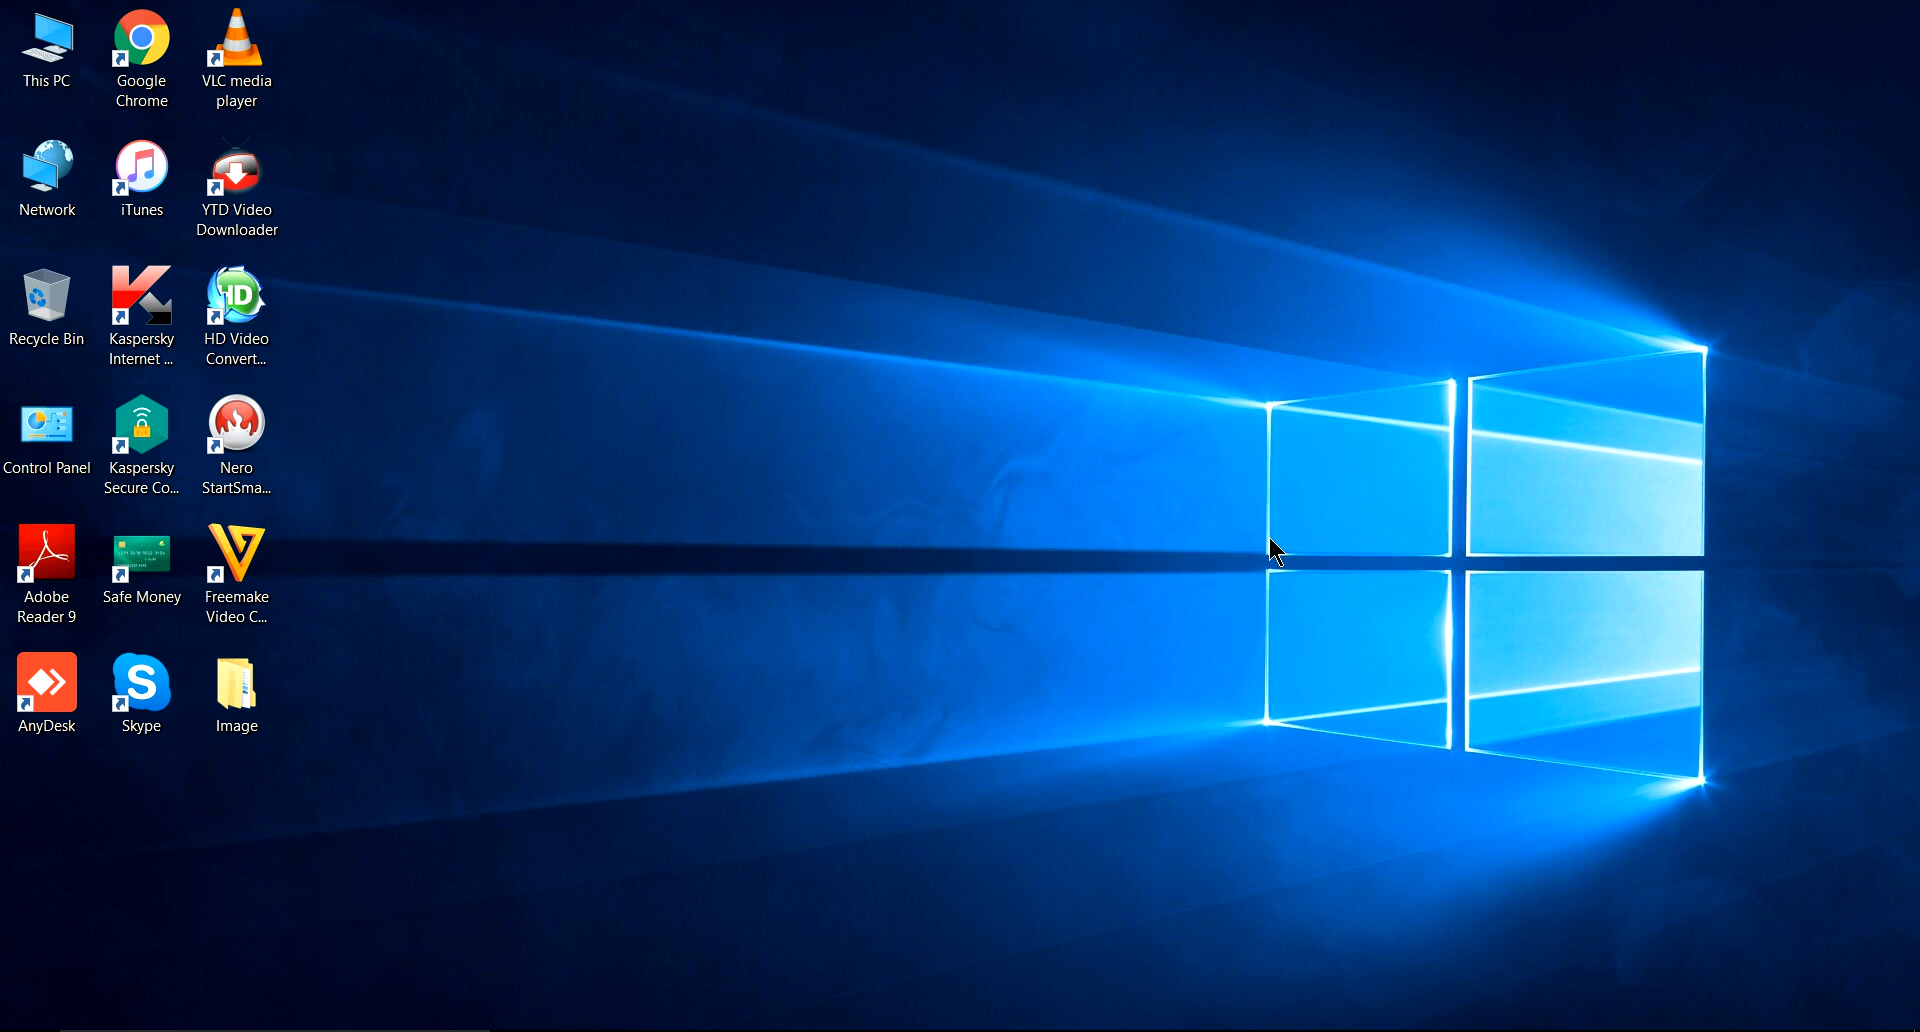 This PC
Google
Chrome
VLC media
player
Network
iTunes
YTD Video
Downloader
HD
Recycle Bin
Kaspersky
Internet ...
HD Video
Convert...
Control Panel
Kaspersky
Secure Co...
Nero
StartSma...
Adobe
Reader 9
Safe Money
Freemake
Video C...
S
AnyDesk
Skype
Image